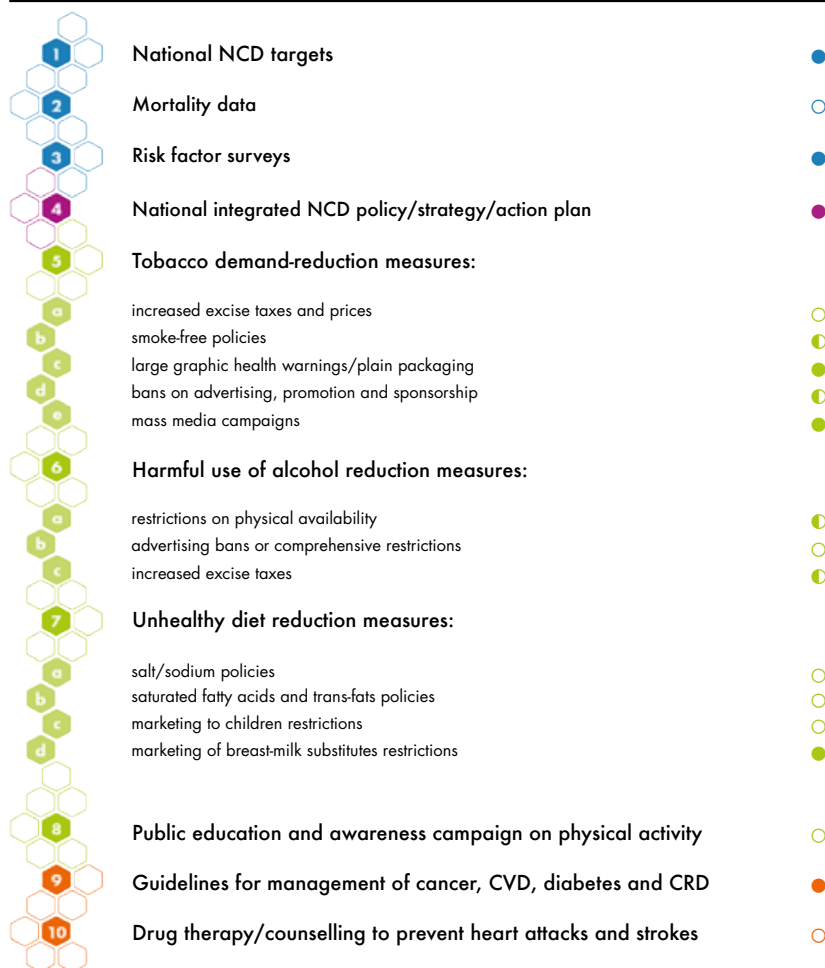 1 National NCD targets ●
2 Mortality data ○
3 Risk factor surveys ●
4 National integrated NCD policy/strategy/action plan ●
5 Tobacco demand-reduction measures:
a increased excise taxes and prices ○
b smoke-free policies ◐
c large graphic health warnings/plain packaging ●
d bans on advertising, promotion and sponsorship ◐
e mass media campaigns ●
6 Harmful use of alcohol reduction measures:
a restrictions on physical availability ◐
b advertising bans or comprehensive restrictions ○
c increased excise taxes ◐
7 Unhealthy diet reduction measures:
a salt/sodium policies ○
b saturated fatty acids and trans-fats policies ○
c marketing to children restrictions ○
d marketing of breast-milk substitutes restrictions ●
8 Public education and awareness campaign on physical activity ○
9 Guidelines for management of cancer, CVD, diabetes and CRD ●
10 Drug therapy/counselling to prevent heart attacks and strokes ○